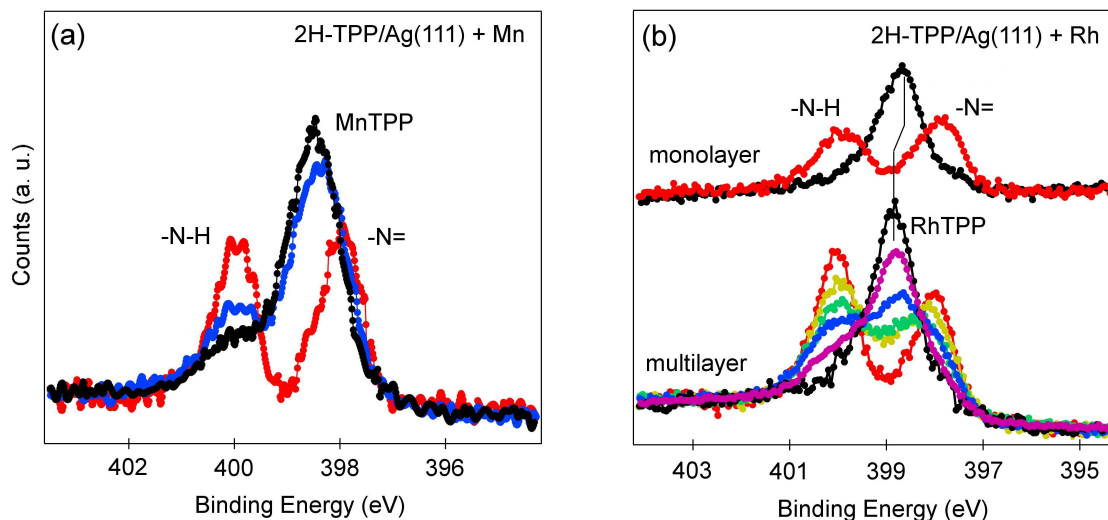 (a)
2H-TPP/Ag(111) + Mn
MnTPP
-N-H
-N=
Counts (a. u.)
402
400
398
396
Binding Energy (eV)
(b)
2H-TPP/Ag(111) + Rh
-N-H
-N=
monolayer
RhTPP
multilayer
403
401
399
397
395
Binding Energy (eV)